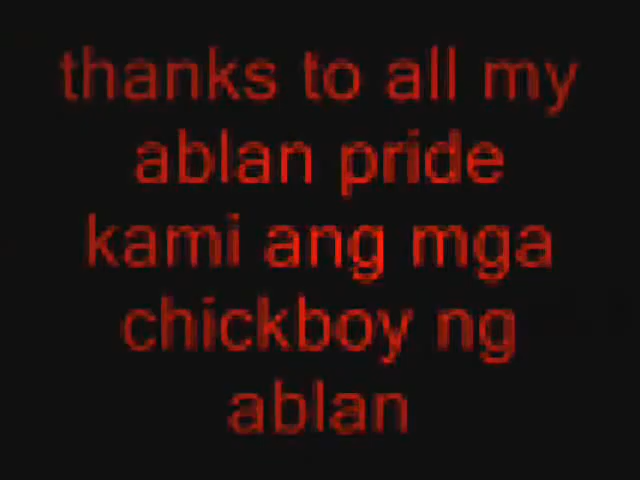 thanks to all my
ablan pride
kami ang mga
chickboy ng
ablan